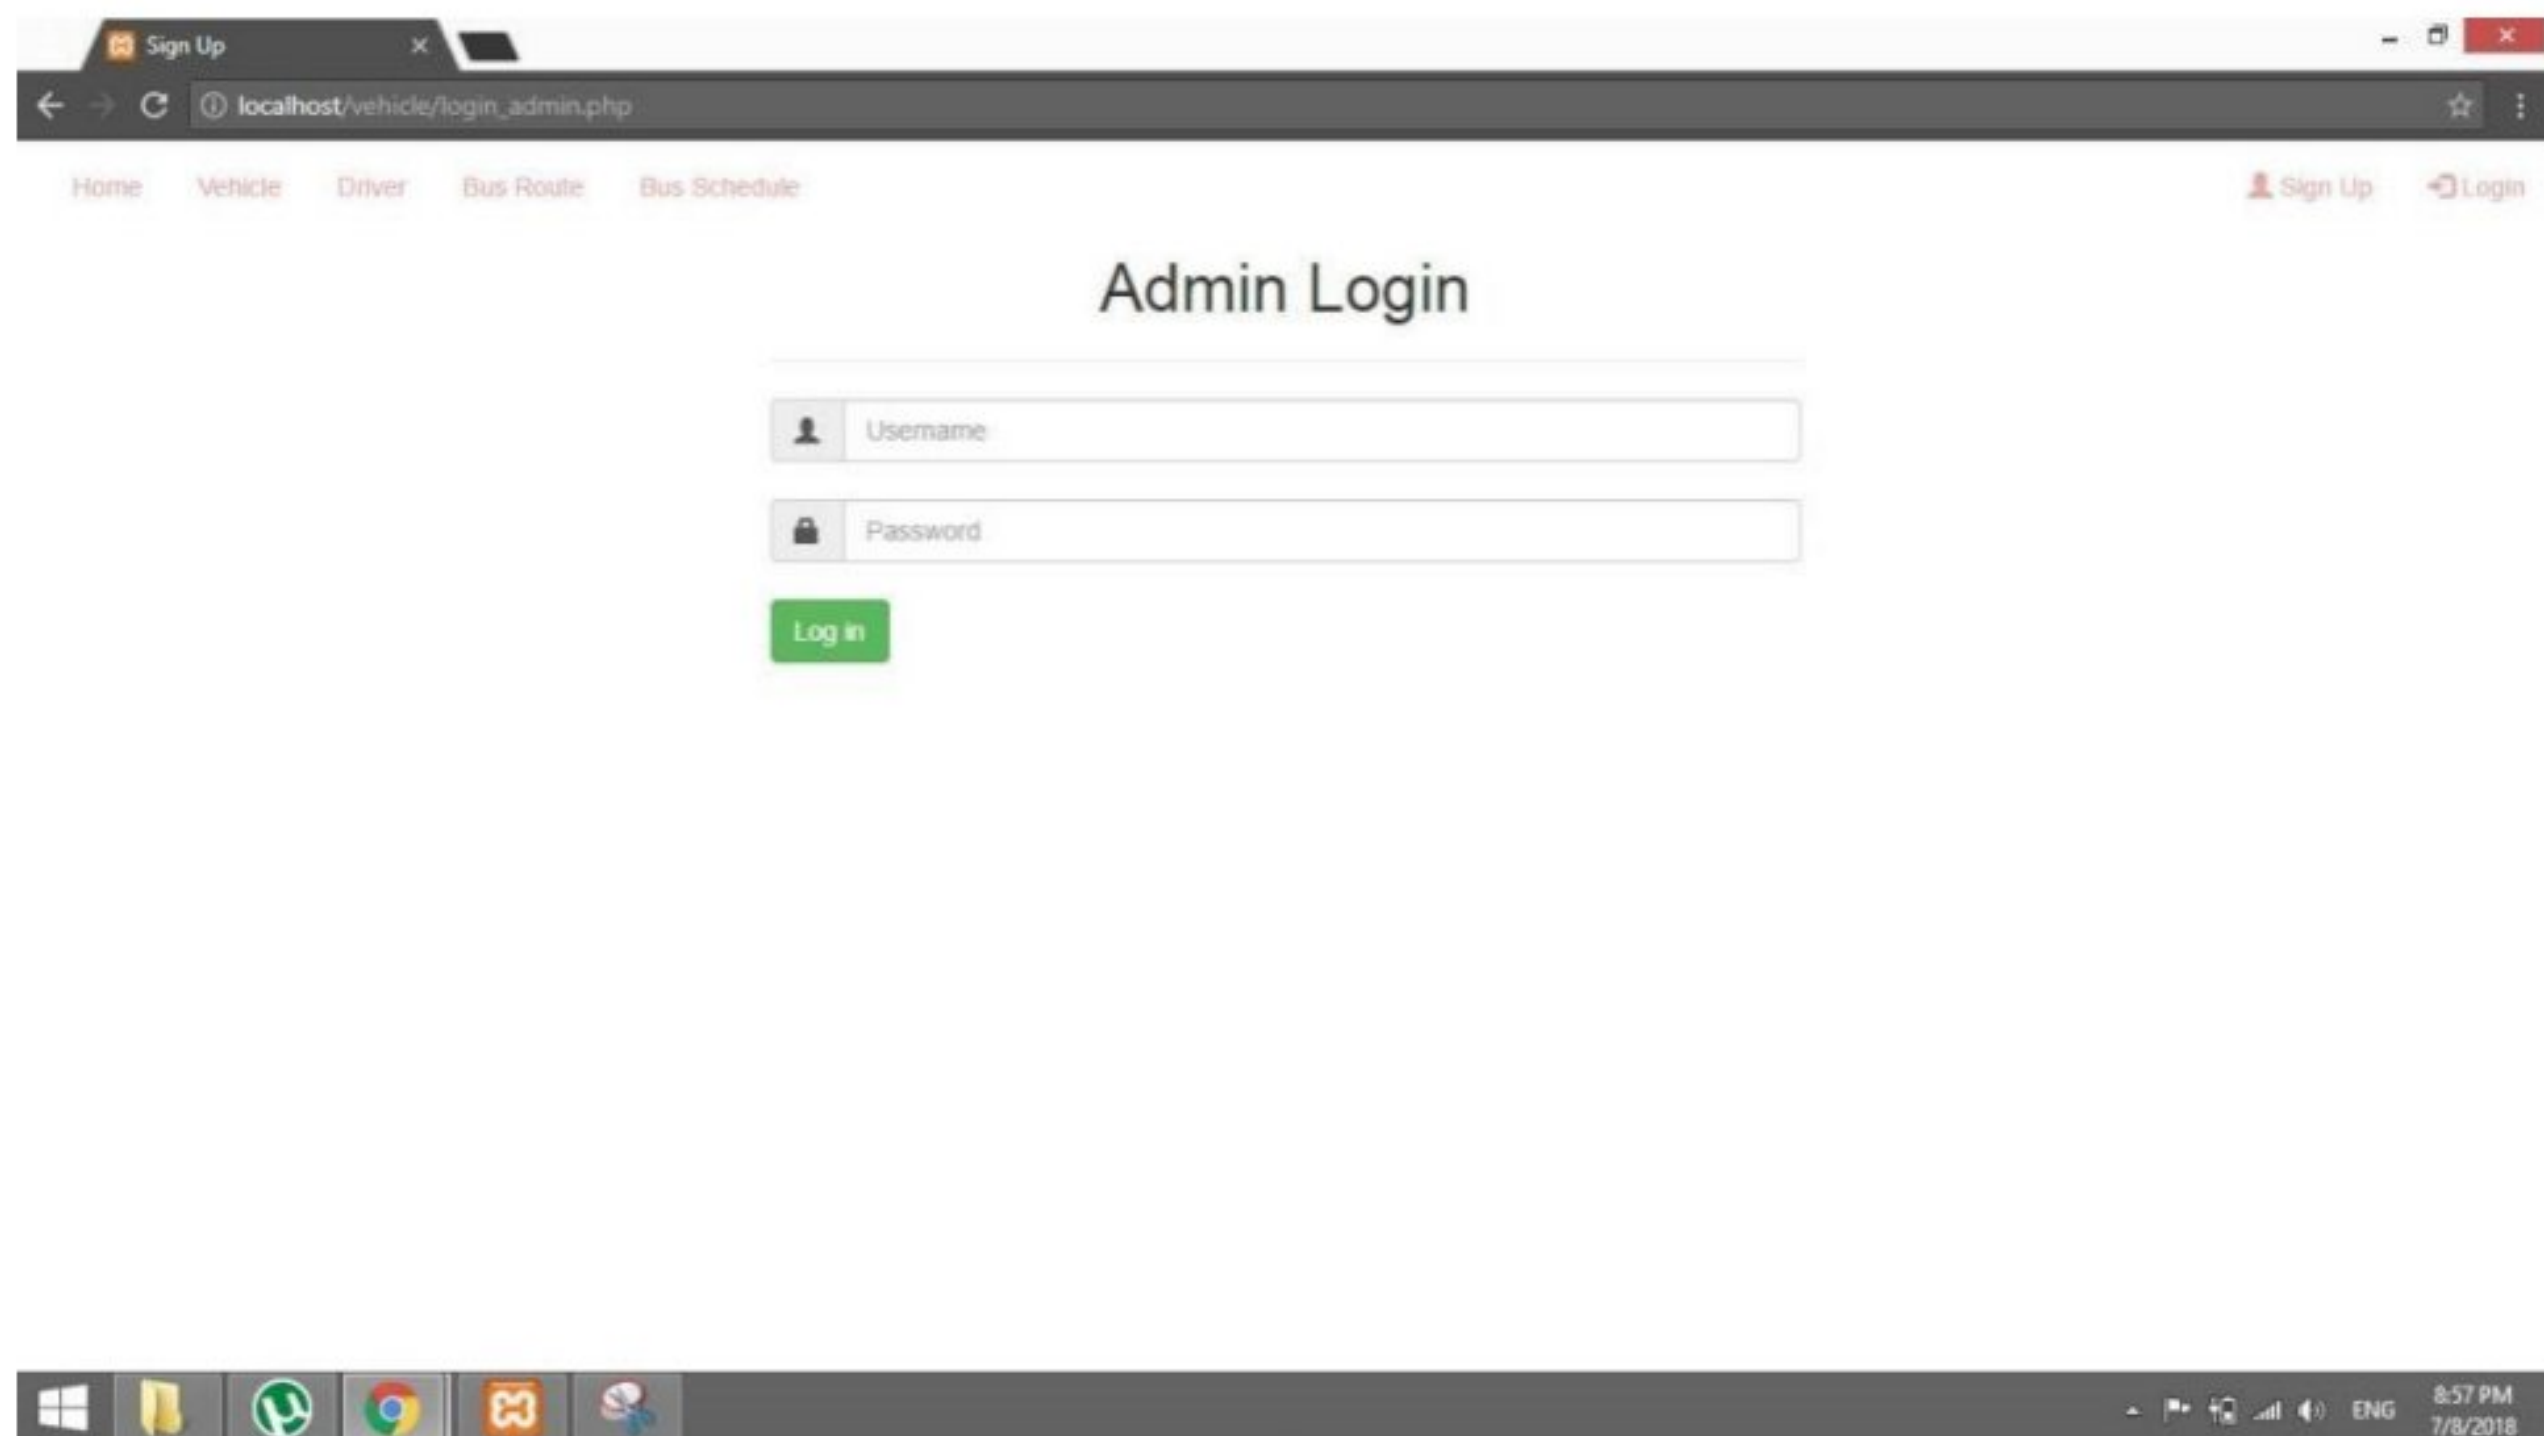 Sign Up
localhost/vehicle/login_admin.php
Home Vehicle Driver Bus Route Bus Schedule Sign Up Login
Admin Login
Username
Password
Log in
ENG 8:57 PM
7/8/2018